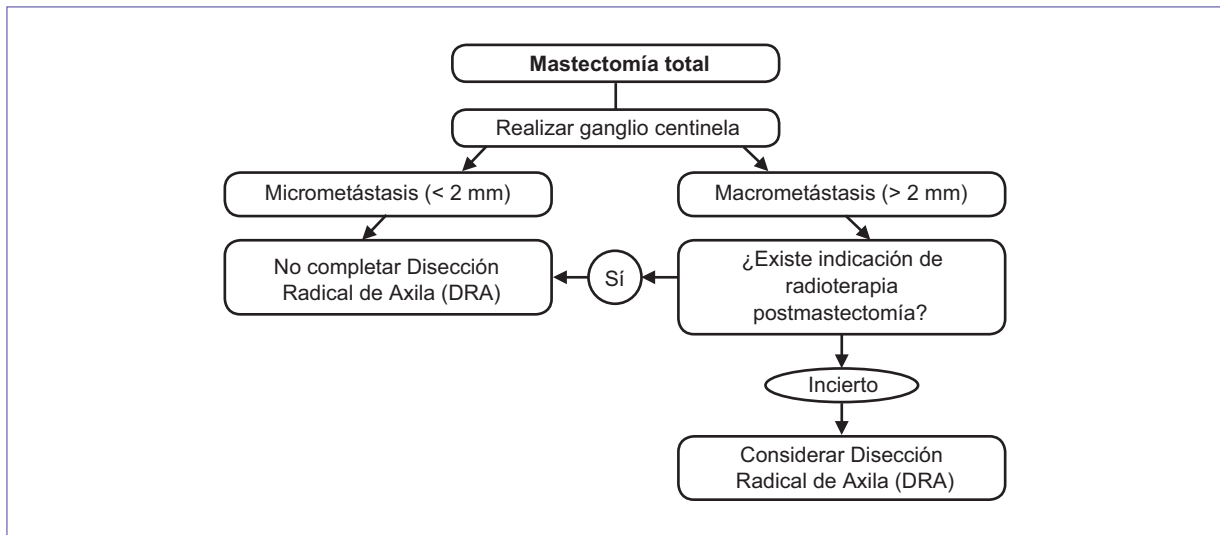 Mastectomía total
Realizar ganglio centinela
Micrometástasis (< 2 mm)
Macrometástasis (> 2 mm)
No completar Disección
Radical de Axila (DRA)
Sí
¿Existe indicación de
radioterapia
postmastectomía?
Incierto
Considerar Disección
Radical de Axila (DRA)